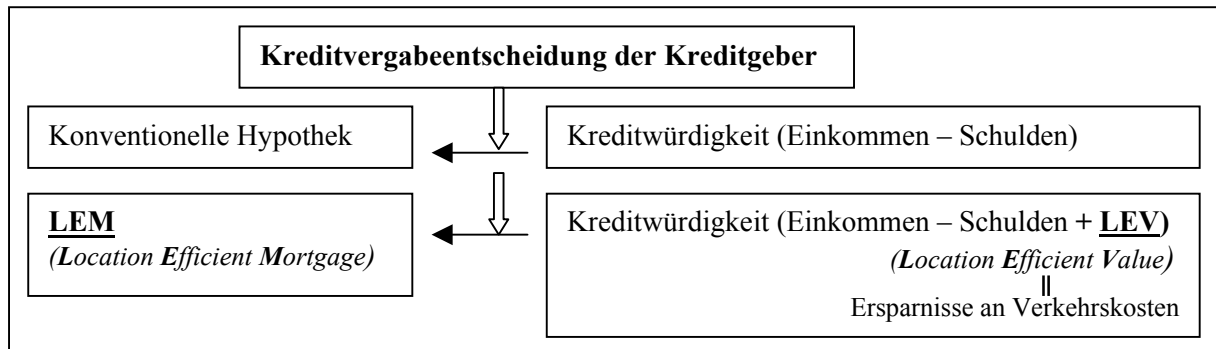 Kreditvergabeentscheidung der Kreditgeber
Konventionelle Hypothek
Kreditwürdigkeit (Einkommen – Schulden)
LEM
(Location Efficient Mortgage)
Kreditwürdigkeit (Einkommen – Schulden + LEV)
(Location Efficient Value)
Ersparnisse an Verkehrskosten